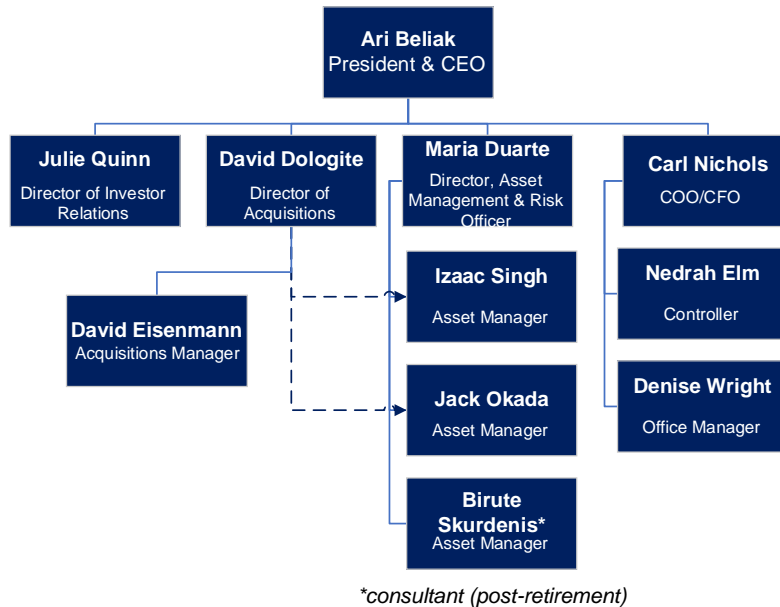 Ari Beliak
President & CEO
Julie Quinn
Director of Investor
Relations
David Dologite
Director of
Acquisitions
Maria Duarte
Director, Asset
Management & Risk
Officer
Carl Nichols
COO/CFO
David Eisenmann
Acquisitions Manager
Izaac Singh
Asset Manager
Jack Okada
Asset Manager
Birute
Skurdenis*
Asset Manager
Nedrah Elm
Controller
Denise Wright
Office Manager
*consultant (post-retirement)